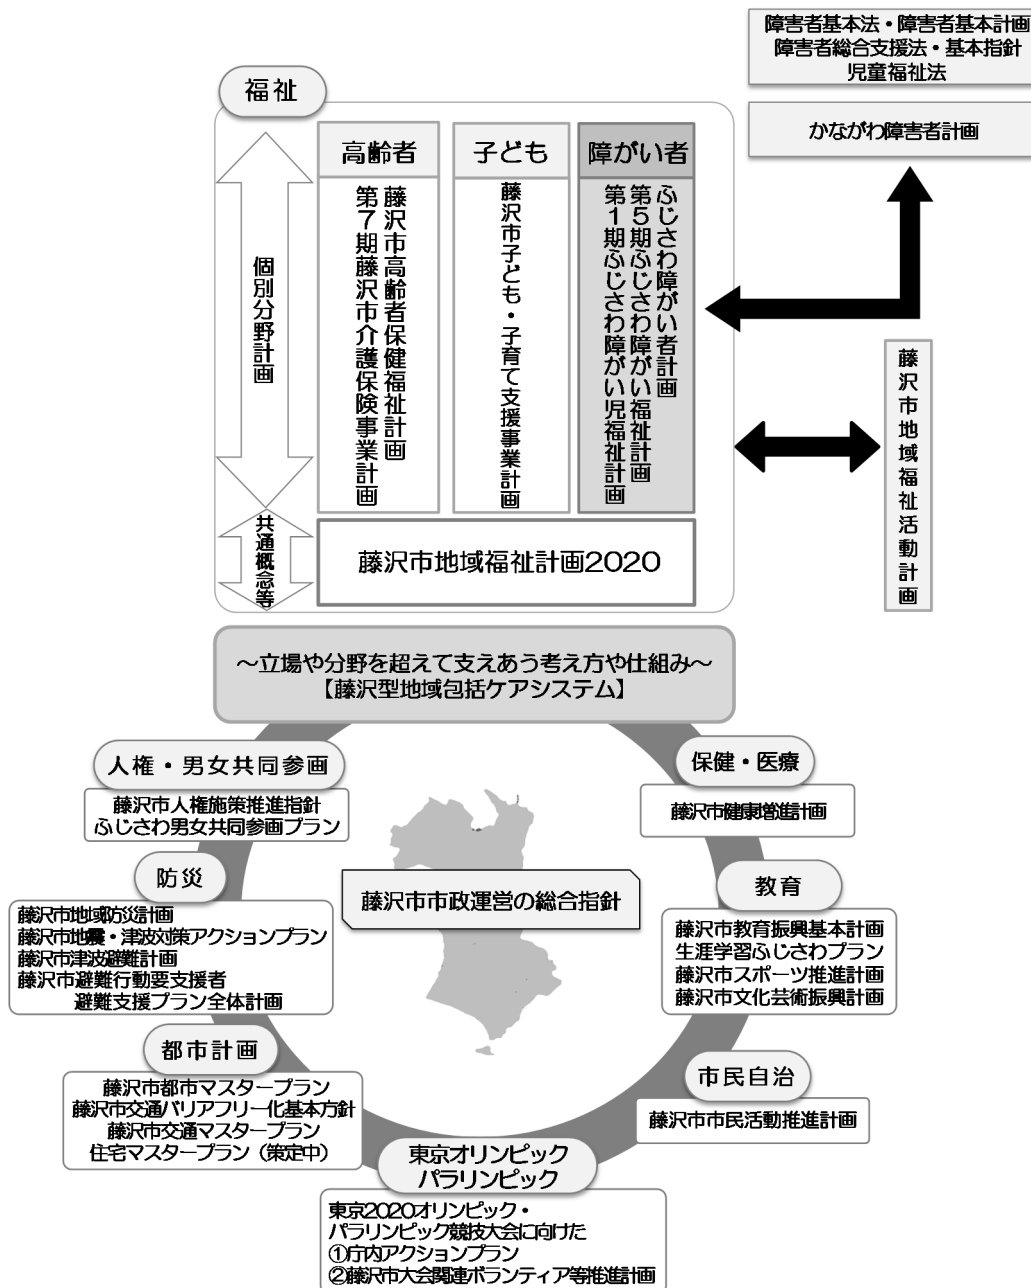 障害者基本法・障害者基本計画
障害者総合支援法・基本指針
児童福祉法
かながわ障害者計画
福祉
個別分野計画
共通概念等
高齢者
藤沢市高齢者保健福祉計画
第7期藤沢市介護保険事業計画
子ども
藤沢市子ども・子育て支援事業計画
障がい者
ふじさわ障がい者計画
第5期ふじさわ障がい福祉計画
第1期ふじさわ障がい児福祉計画
藤沢市地域福祉計画2020
藤沢市地域福祉活動計画
～立場や分野を超えて支えあう考え方や仕組み～
【藤沢型地域包括ケアシステム】
人権・男女共同参画
藤沢市人権施策推進指針
ふじさわ男女共同参画プラン
保健・医療
藤沢市健康増進計画
防災
藤沢市地域防災計画
藤沢市地震・津波対策アクションプラン
藤沢市津波避難計画
藤沢市避難行動要支援者
避難支援プラン全体計画
藤沢市市政運営の総合指針
教育
藤沢市教育振興基本計画
生涯学習ふじさわプラン
藤沢市スポーツ推進計画
藤沢市文化芸術振興計画
都市計画
藤沢市都市マスタープラン
藤沢市交通バリアフリー化基本方針
藤沢市交通マスタープラン
住宅マスタープラン（策定中）
市民自治
藤沢市市民活動推進計画
東京オリンピック
パラリンピック
東京2020オリンピック・
パラリンピック競技大会に向けた
①庁内アクションプラン
②藤沢市大会関連ボランティア等推進計画